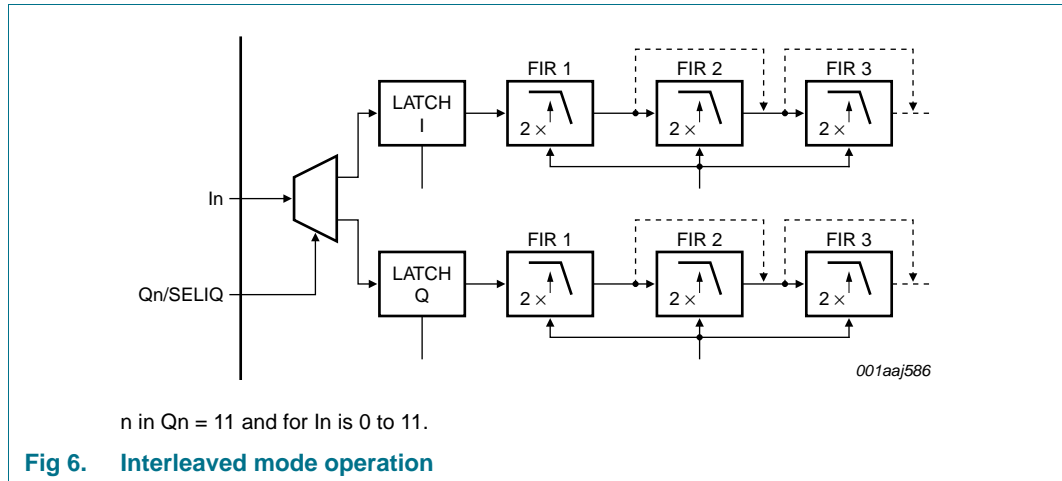 FIR 1
FIR 2
FIR 3
LATCH
I
2 ×
2 ×
2 ×
In
FIR 1
FIR 2
FIR 3
LATCH
Q
Qn/SELIQ
2 ×
2 ×
2 ×
001aaj586
n in Qn = 11 and for In is 0 to 11.
Fig 6. Interleaved mode operation